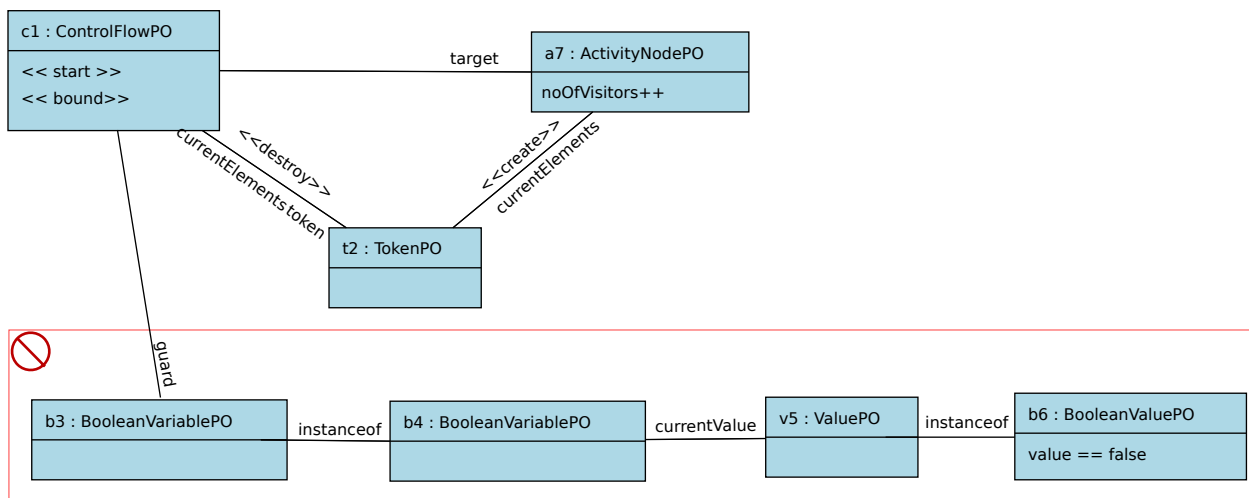 c1 : ControlFlowPO
<< start >>
<< bound>>
target
a7 : ActivityNodePO
noOfVisitors++
<<destroy>>
currentElements
token
<<create>>
currentElements
t2 : TokenPO
guard
b3 : BooleanVariablePO
instanceof
b4 : BooleanVariablePO
currentValue
v5 : ValuePO
instanceof
b6 : BooleanValuePO
value == false